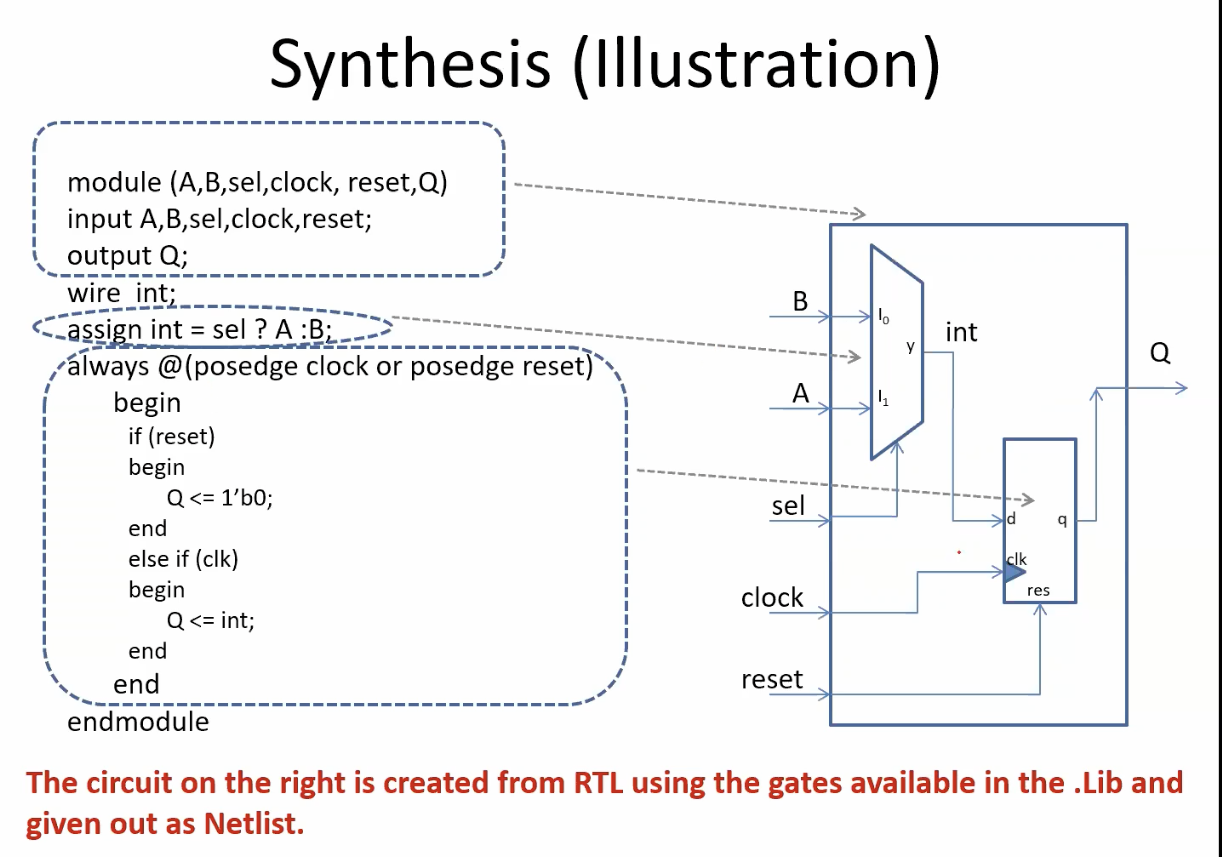 Synthesis (Illustration)
module (A,B,sel,clock, reset,Q)
input A,B,sel,clock,reset;
output Q;
wire  int;
assign int = sel ? A :B;
always @(posedge clock or posedge reset)
begin
if (reset)
begin
Q <= 1’b0;
end
else if (clk)
begin
Q <= int;
end
end
endmodule
B
I₀
y
int
Q
A
I₁
sel
d
q
clk
res
clock
reset
The circuit on the right is created from RTL using the gates available in the .Lib and
given out as Netlist.